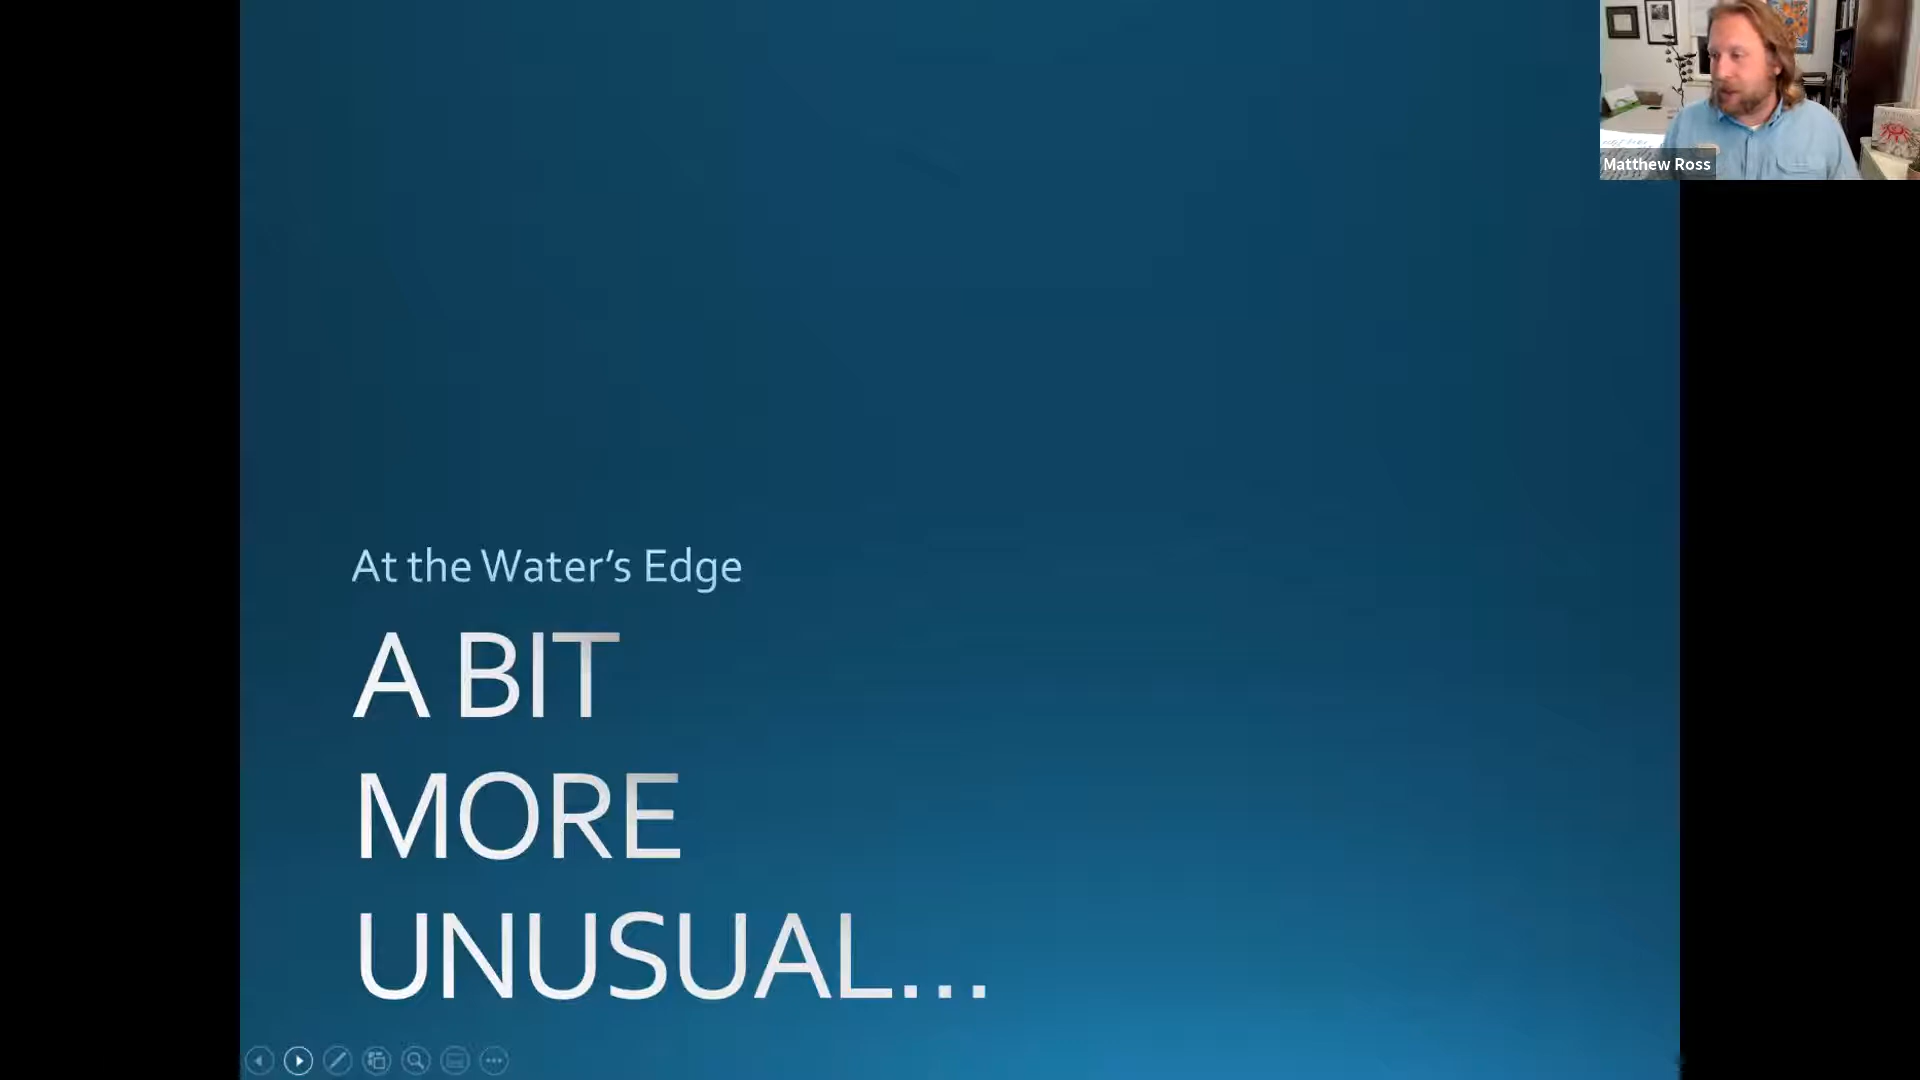 Matthew Ross
At the Water's Edge
A BIT
MORE
UNUSUAL...